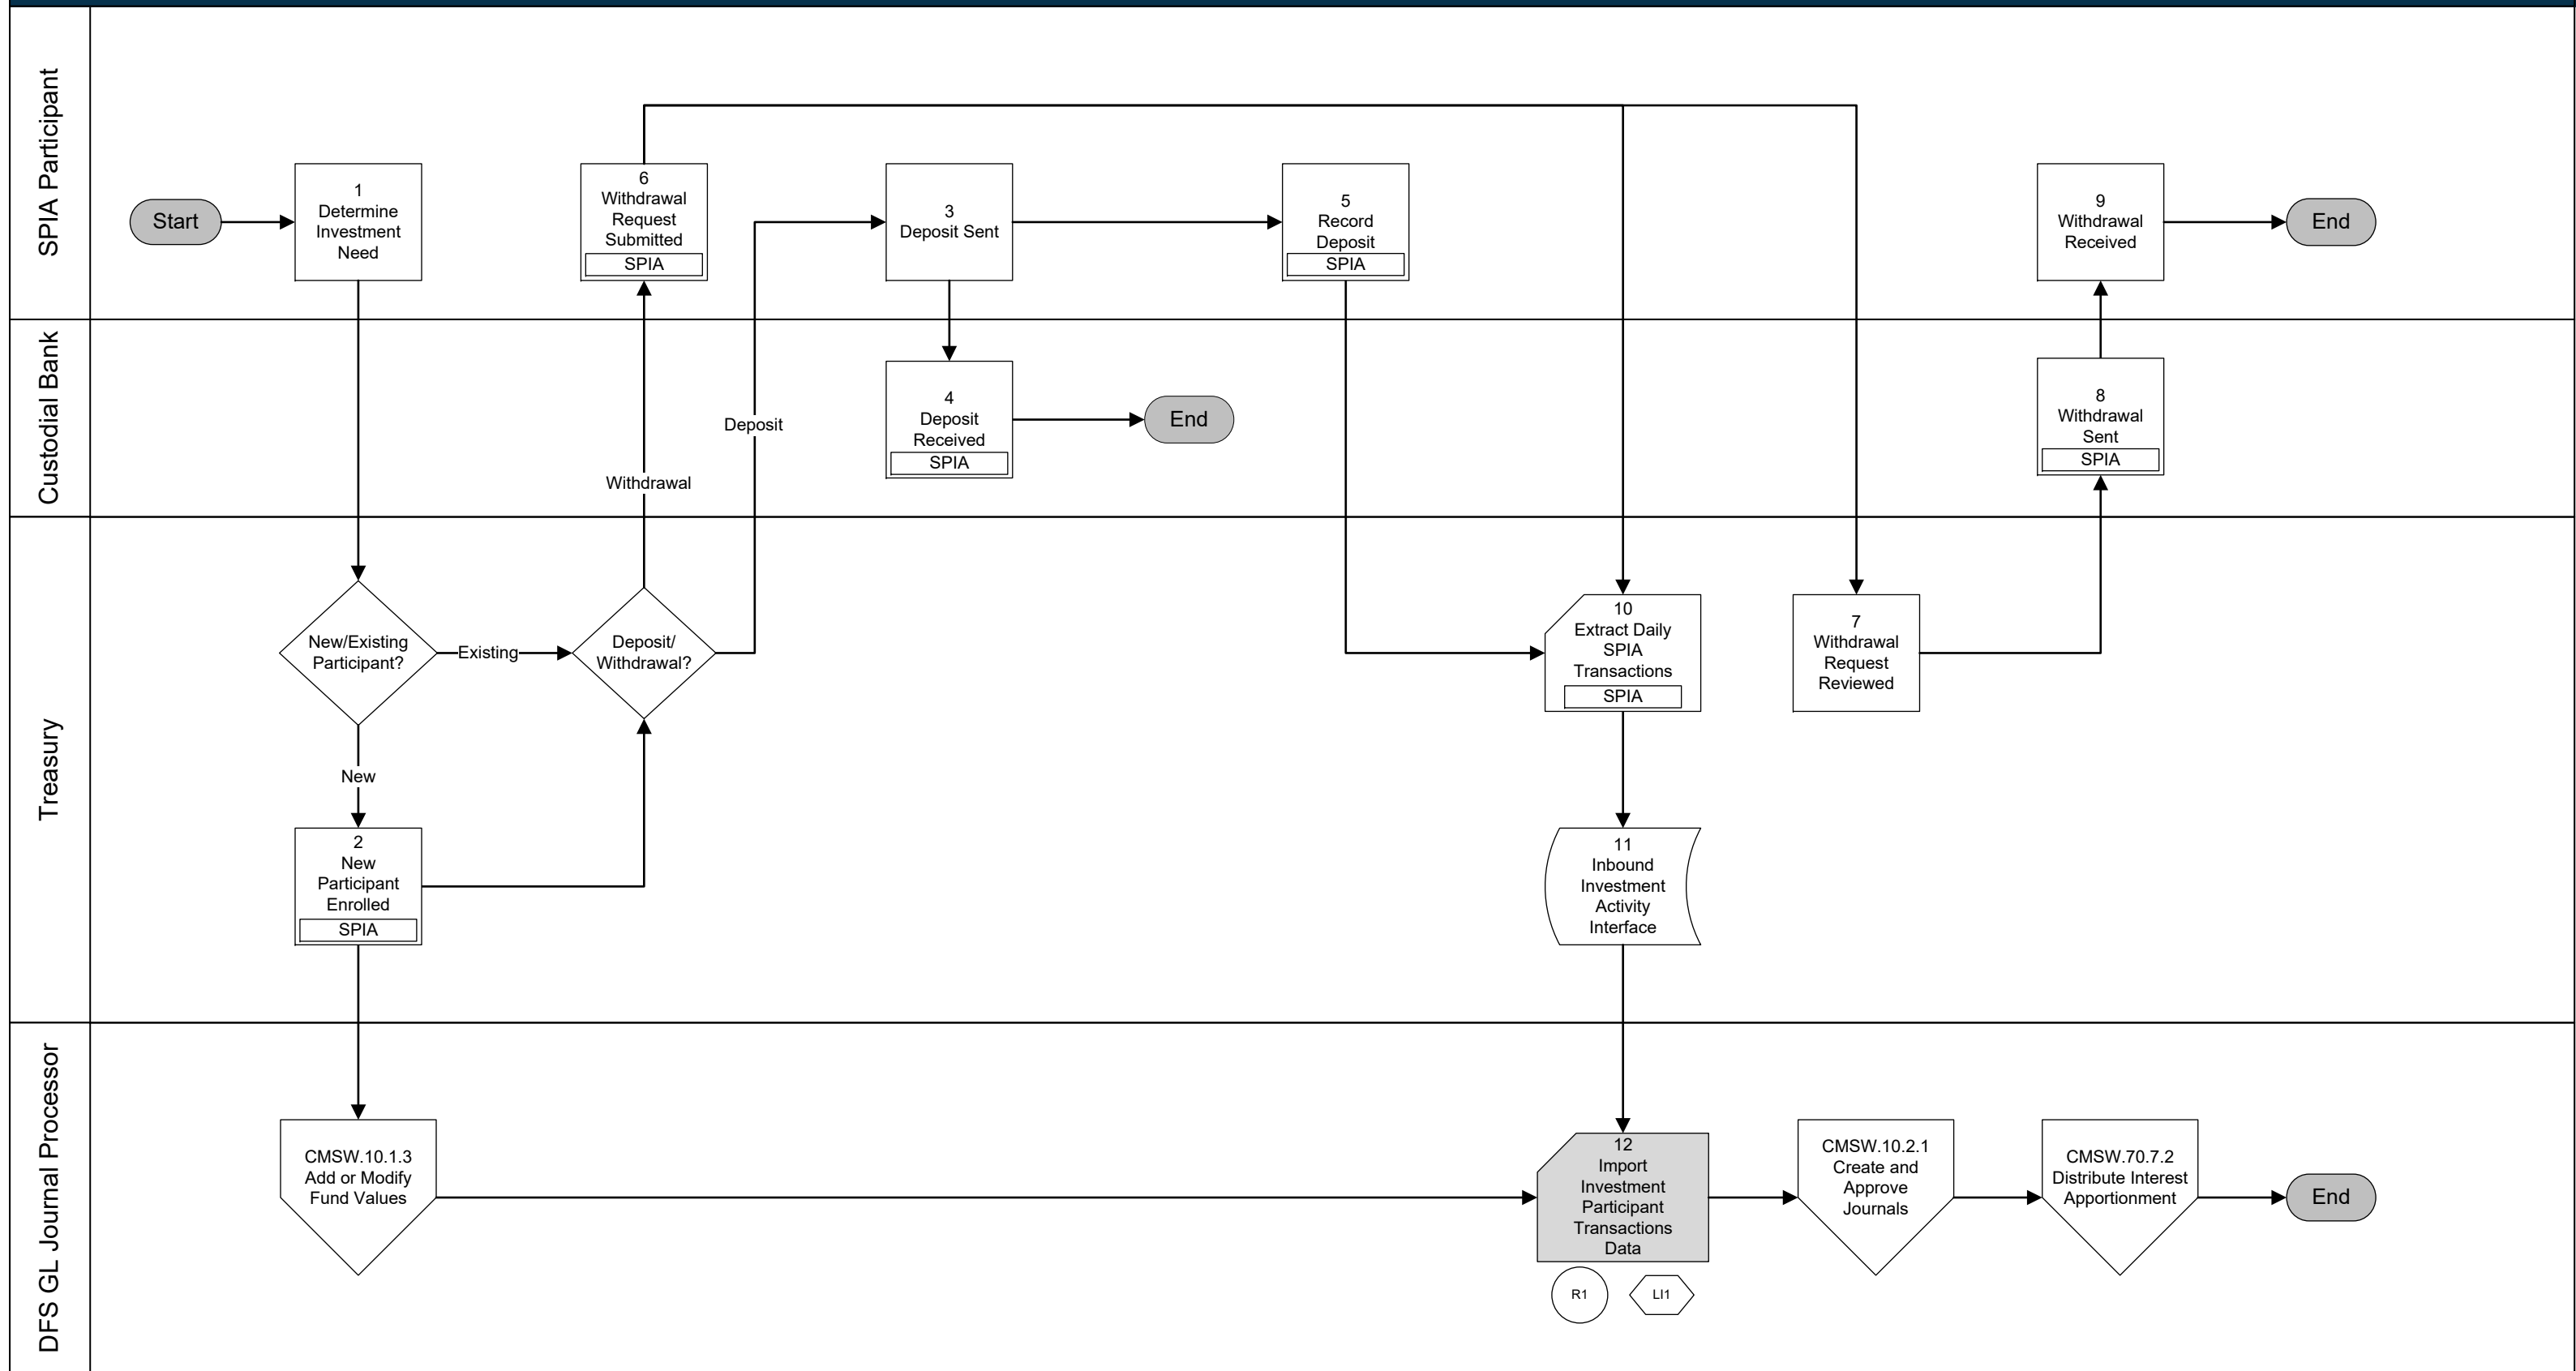 SPIA Participant
Start
1
Determine
Investment
Need
6
Withdrawal
Request
Submitted
SPIA
3
Deposit Sent
5
Record
Deposit
SPIA
9
Withdrawal
Received
End
Custodial Bank
Withdrawal
Deposit
4
Deposit
Received
SPIA
End
8
Withdrawal
Sent
SPIA
Treasury
New/Existing
Participant?
Existing
Deposit/
Withdrawal?
10
Extract Daily
SPIA
Transactions
SPIA
7
Withdrawal
Request
Reviewed
New
2
New
Participant
Enrolled
SPIA
11
Inbound
Investment
Activity
Interface
DFS GL Journal Processor
CMSW.10.1.3
Add or Modify
Fund Values
12
Import
Investment
Participant
Transactions
Data
R1
LI1
CMSW.10.2.1
Create and
Approve
Journals
CMSW.70.7.2
Distribute Interest
Apportionment
End